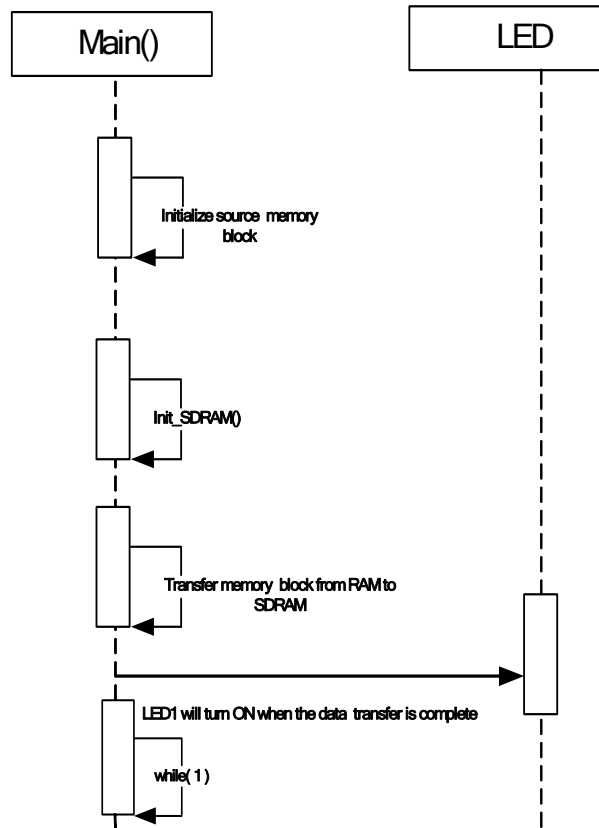 Main()
LED
Initialize source memory
block
Init_SDRAM()
Transfer memory block from RAM to
SDRAM
LED1 will turn ON when the data transfer is complete
while( 1 )